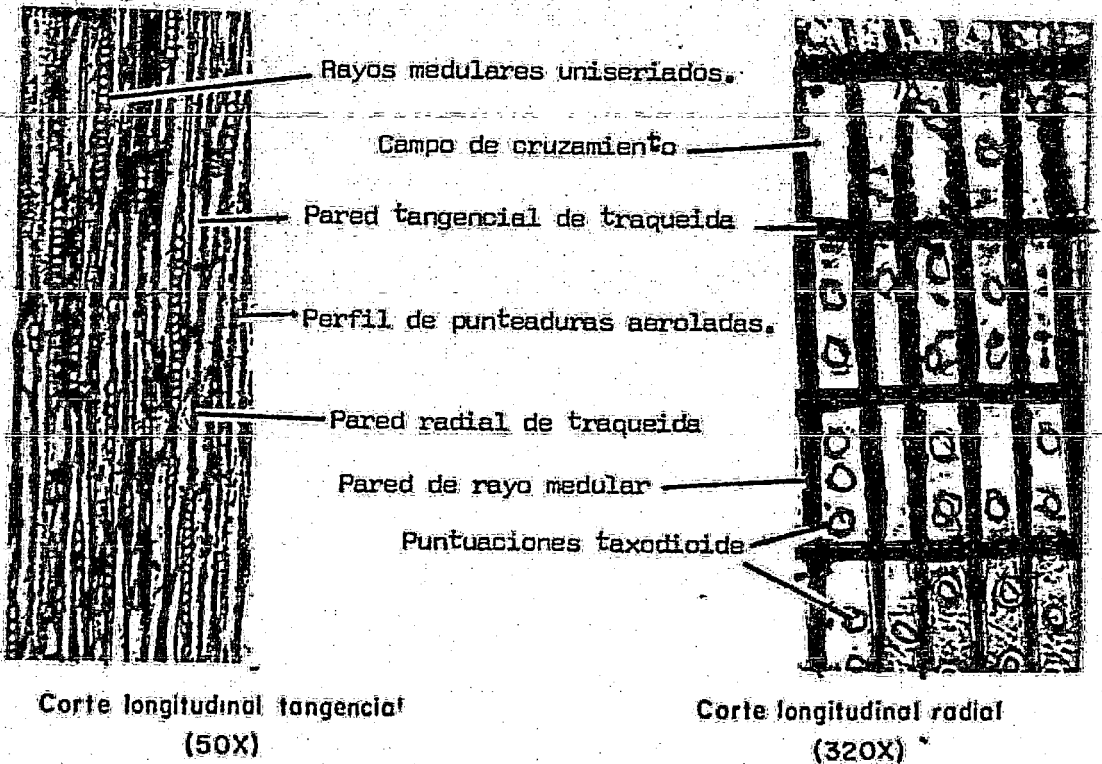 Rayos medulares uniseriados.
Campo de cruzamiento
Pared tangencial de traqueida
Perfil de punteaduras aeroladas.
Pared radial de traqueida
Pared de rayo medular
Puntuaciones taxodioide
Corte longitudinal tangencial
(50X)
Corte longitudinal radial
(320X)